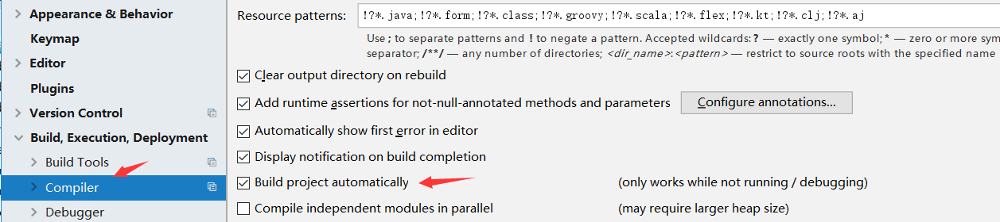 Appearance & Behavior
Keymap
Editor
Plugins
Version Control
Build, Execution, Deployment
Build Tools
Compiler
Debugger
Resource patterns: !?*.java;!?*.form;!?*.class;!?*.groovy;!?*.scala;!?*.flex;!?*.kt;!?*.clj;!?*.aj
Use ; to separate patterns and ! to negate a pattern. Accepted wildcards: ? — exactly one symbol; * — zero or more sym
separator; /**/ — any number of directories; <dir_name>:<pattern> — restrict to source roots with the specified name
Clear output directory on rebuild
Add runtime assertions for not-null-annotated methods and parameters Configure annotations...
Automatically show first error in editor
Display notification on build completion
Build project automatically (only works while not running / debugging)
Compile independent modules in parallel (may require larger heap size)